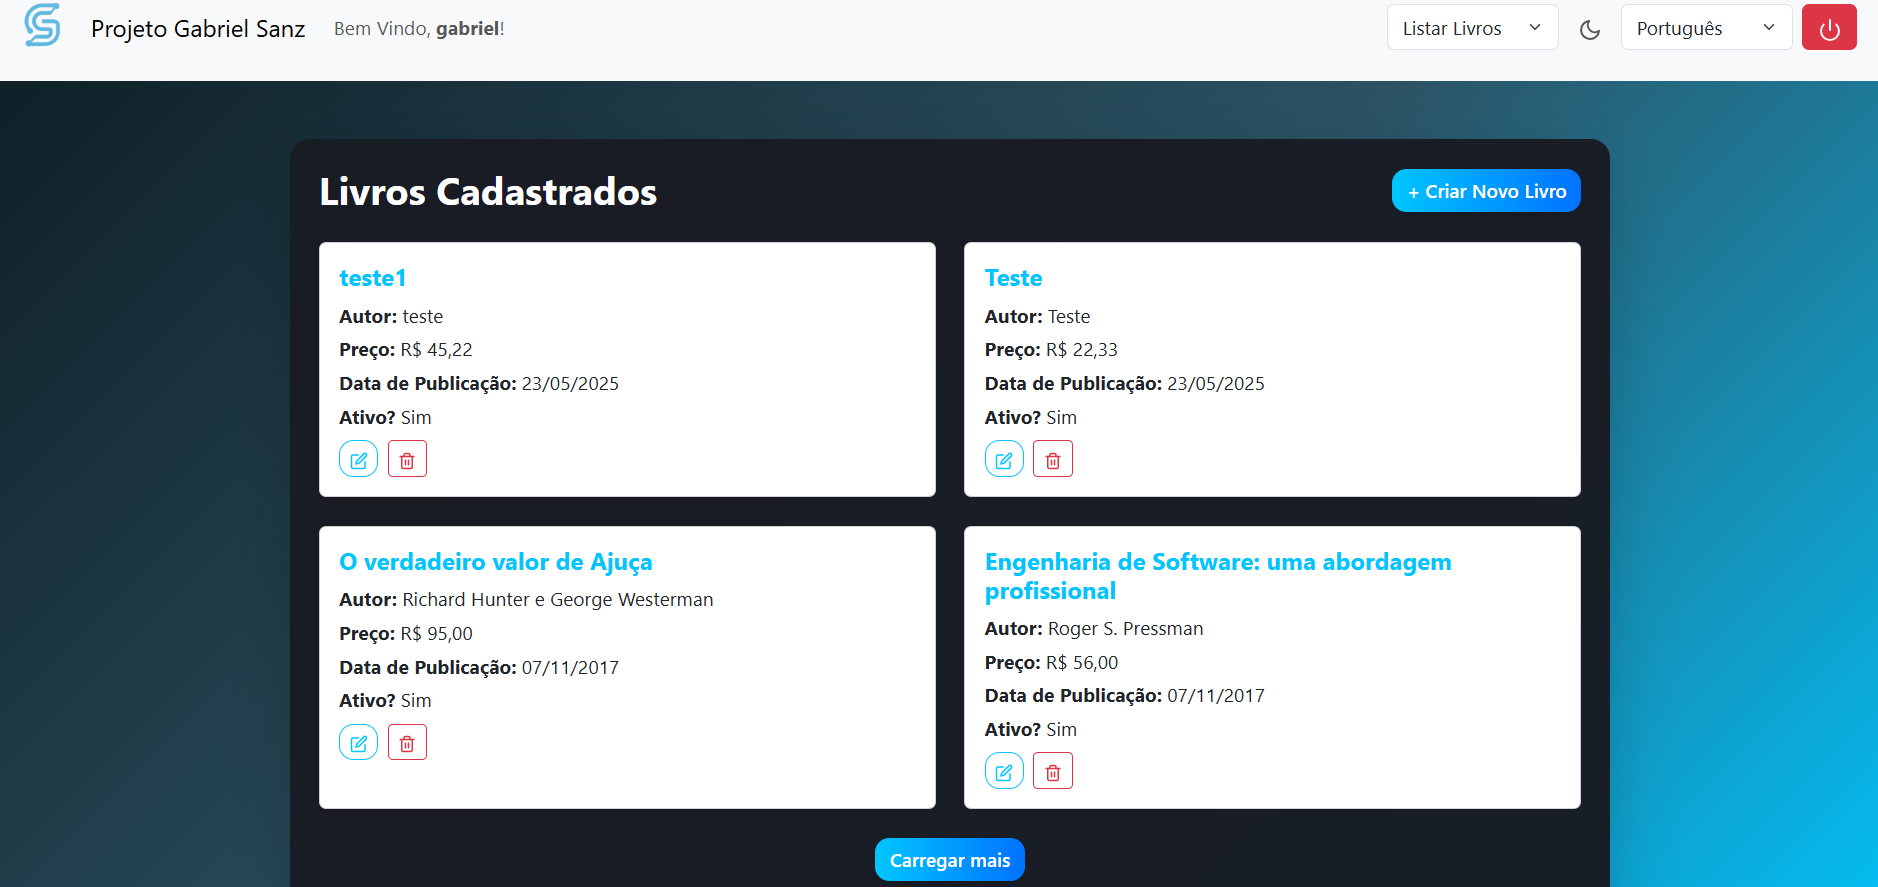 Projeto Gabriel Sanz
Bem Vindo, gabriel!
Listar Livros
Português
Livros Cadastrados
+ Criar Novo Livro
teste1
Autor: teste
Preço: R$ 45,22
Data de Publicação: 23/05/2025
Ativo? Sim
Teste
Autor: Teste
Preço: R$ 22,33
Data de Publicação: 23/05/2025
Ativo? Sim
O verdadeiro valor de Ajuça
Autor: Richard Hunter e George Westerman
Preço: R$ 95,00
Data de Publicação: 07/11/2017
Ativo? Sim
Engenharia de Software: uma abordagem
profissional
Autor: Roger S. Pressman
Preço: R$ 56,00
Data de Publicação: 07/11/2017
Ativo? Sim
Carregar mais